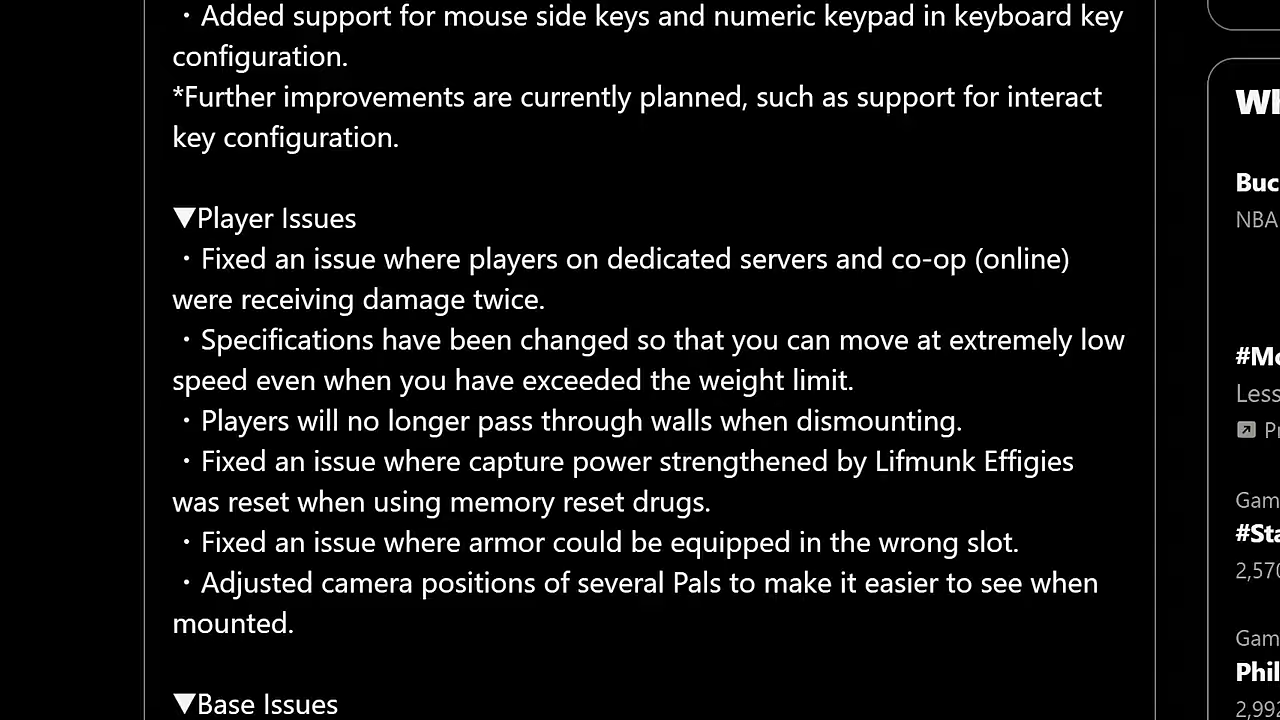 ・Added support for mouse side keys and numeric keypad in keyboard key
configuration.
*Further improvements are currently planned, such as support for interact
key configuration.
▼Player Issues
・Fixed an issue where players on dedicated servers and co-op (online)
were receiving damage twice.
・Specifications have been changed so that you can move at extremely low
speed even when you have exceeded the weight limit.
・Players will no longer pass through walls when dismounting.
・Fixed an issue where capture power strengthened by Lifmunk Effigies
was reset when using memory reset drugs.
・Fixed an issue where armor could be equipped in the wrong slot.
・Adjusted camera positions of several Pals to make it easier to see when
mounted.
▼Base Issues
NBA